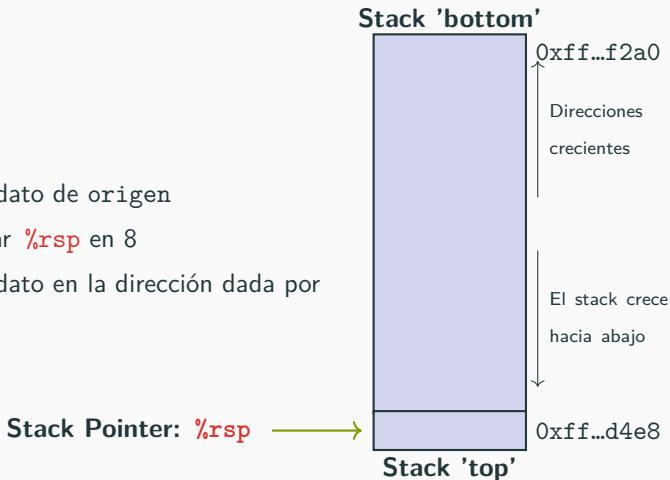 Stack 'bottom'
0xff…f2a0
Direcciones
crecientes
dato de origen
%rsp en 8
dato en la dirección dada por
El stack crece
hacia abajo
Stack Pointer: %rsp
0xff…d4e8
Stack 'top'